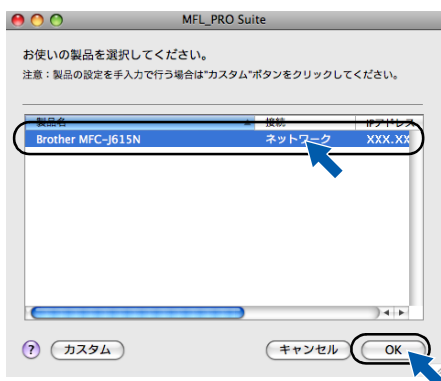 MFL_PRO Suite
お使いの製品を選択してください。
注意：製品の設定を手入力で行う場合は"カスタム"ボタンをクリックしてください。
製品名 接続 IPアドレス
Brother MFC-J615N ネットワーク XXX.XX
? カスタム キャンセル OK